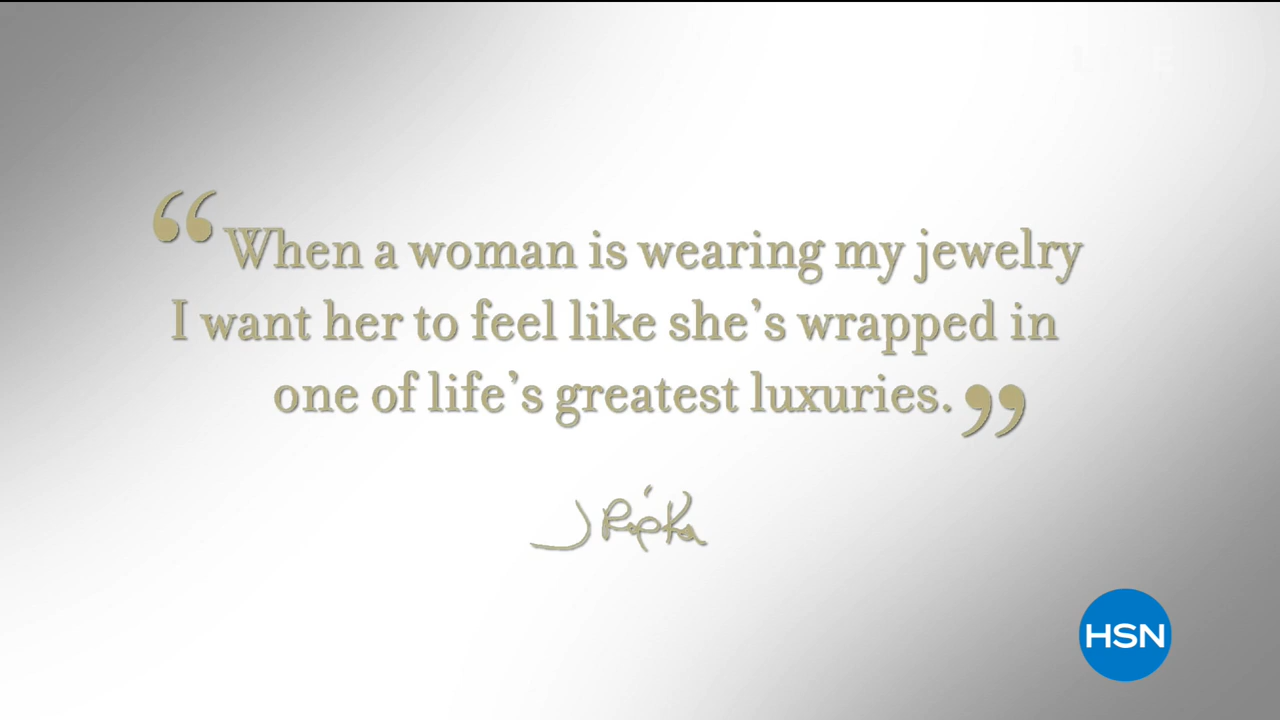 “When a woman is wearing my jewelry
I want her to feel like she’s wrapped in
one of life’s greatest luxuries.”
JRipka
HSN